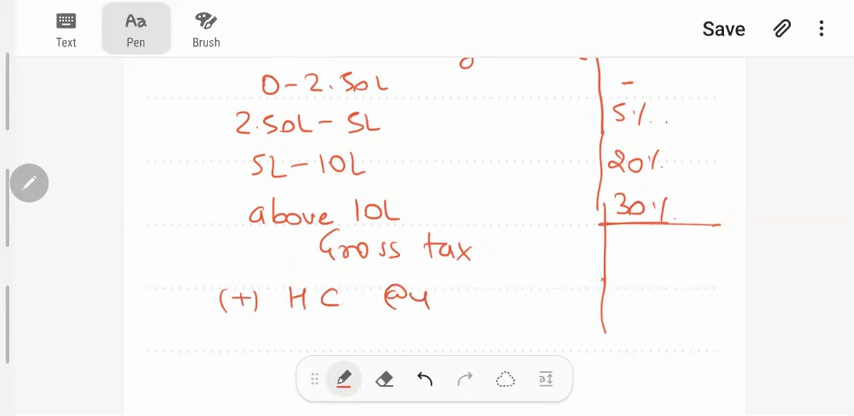 Save
Text Pen Brush
0-2.50L -
2.50L - 5L 5%.
5L - 10L 20%
above 10L 30%
Gross tax
(+) HC @4